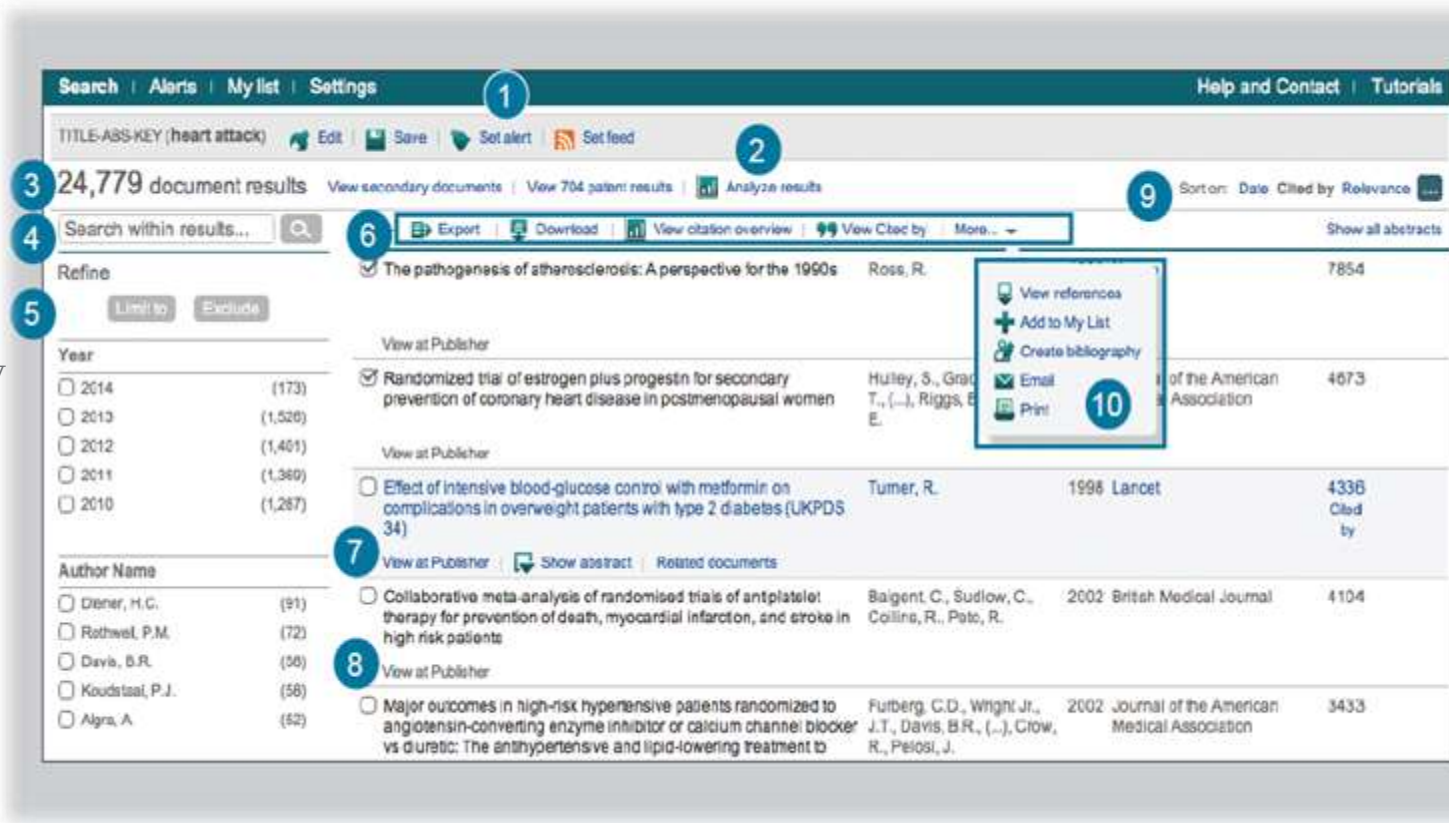 Search | Alerts | My list | Settings
Help and Contact | Tutorials
1
TITLE-ABS-KEY (heart attack) Edit | Save | Set alert | Set feed
2
3
24,779 document results View secondary documents | View 704 patent results | Analyze results
9
Sort on: Date Cited by Relevance ...
4
Search within results...
6
Export | Download | View citation overview | View Cited by | More...
Show all abstracts
Refine
5
Limit to Exclude
Year
2014 (173)
2013 (1,526)
2012 (1,401)
2011 (1,360)
2010 (1,267)
Author Name
Diener, H.C. (91)
Rothwell, P.M. (72)
Davis, B.R. (58)
Koudstaal, P.J. (58)
Algra, A. (52)
The pathogenesis of atherosclerosis: A perspective for the 1990s Ross, R. 7854
View at Publisher
View references
Add to My List
Create bibliography
Email
Print
10
Randomized trial of estrogen plus progestin for secondary
prevention of coronary heart disease in postmenopausal women
Hulley, S., Grad
T., (...), Riggs, B
E.
of the American
Association
4673
View at Publisher
Effect of intensive blood-glucose control with metformin on
complications in overweight patients with type 2 diabetes (UKPDS
34)
Turner, R. 1998 Lancet 4336
Cited
by
7
View at Publisher | Show abstract | Related documents
Collaborative meta-analysis of randomised trials of antiplatelet
therapy for prevention of death, myocardial infarction, and stroke in
high risk patients
Baigent, C., Sudlow, C.,
Collins, R., Peto, R.
2002 British Medical Journal 4104
8
View at Publisher
Major outcomes in high-risk hypertensive patients randomized to
angiotensin-converting enzyme inhibitor or calcium channel blocker
vs diuretic: The antihypertensive and lipid-lowering treatment to
Furberg, C.D., Wright Jr.,
J.T., Davis, B.R., (...), Crow,
R., Pelosi, J.
2002 Journal of the American
Medical Association
3433